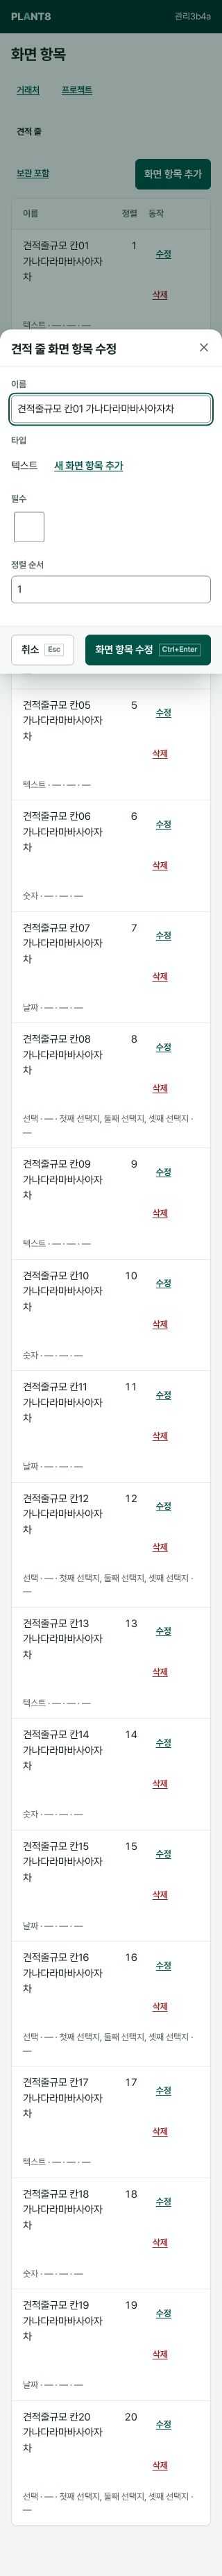 PLANT8
관리3b4a
화면 항목
거래처
프로젝트
견적 줄
보관 포함
화면 항목 추가
이름
정렬
동작
견적줄규모 칸01
가나다라마바사아자
차
1
수정
삭제
텍스트 · — · — · —
견적 줄 화면 항목 수정
이름
견적줄규모 칸01 가나다라마바사아자차
타입
텍스트
새 화면 항목 추가
필수
정렬 순서
1
취소 Esc
화면 항목 수정 Ctrl+Enter
견적줄규모 칸05
가나다라마바사아자
차
5
수정
삭제
텍스트 · — · — · —
견적줄규모 칸06
가나다라마바사아자
차
6
수정
삭제
숫자 · — · — · —
견적줄규모 칸07
가나다라마바사아자
차
7
수정
삭제
날짜 · — · — · —
견적줄규모 칸08
가나다라마바사아자
차
8
수정
삭제
선택 · — · 첫째 선택지, 둘째 선택지, 셋째 선택지 ·
—
견적줄규모 칸09
가나다라마바사아자
차
9
수정
삭제
텍스트 · — · — · —
견적줄규모 칸10
가나다라마바사아자
차
10
수정
삭제
숫자 · — · — · —
견적줄규모 칸11
가나다라마바사아자
차
11
수정
삭제
날짜 · — · — · —
견적줄규모 칸12
가나다라마바사아자
차
12
수정
삭제
선택 · — · 첫째 선택지, 둘째 선택지, 셋째 선택지 ·
—
견적줄규모 칸13
가나다라마바사아자
차
13
수정
삭제
텍스트 · — · — · —
견적줄규모 칸14
가나다라마바사아자
차
14
수정
삭제
숫자 · — · — · —
견적줄규모 칸15
가나다라마바사아자
차
15
수정
삭제
날짜 · — · — · —
견적줄규모 칸16
가나다라마바사아자
차
16
수정
삭제
선택 · — · 첫째 선택지, 둘째 선택지, 셋째 선택지 ·
—
견적줄규모 칸17
가나다라마바사아자
차
17
수정
삭제
텍스트 · — · — · —
견적줄규모 칸18
가나다라마바사아자
차
18
수정
삭제
숫자 · — · — · —
견적줄규모 칸19
가나다라마바사아자
차
19
수정
삭제
날짜 · — · — · —
견적줄규모 칸20
가나다라마바사아자
차
20
수정
삭제
선택 · — · 첫째 선택지, 둘째 선택지, 셋째 선택지 ·
—